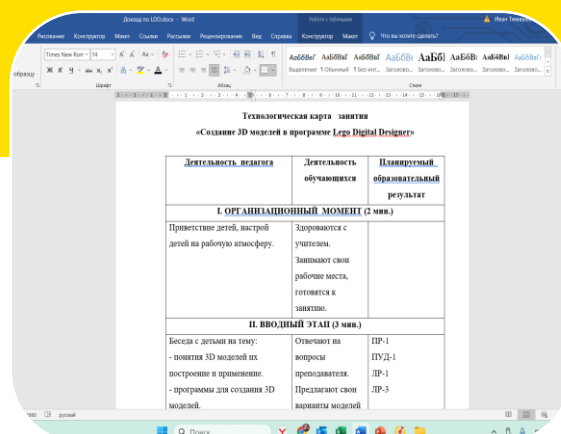 Доклад по LDD.docx - Word
Работа с таблицами
Иван Тимер
Рисование Конструктор Макет Ссылки Рассылки Рецензирование Вид Справка Конструктор Макет Что вы хотите сделать?
Times New Rom 14
образцу
Ж К Ч
АаБбВвГ АаБбВвГ АаБбВвГ АаБбВв АаБб АаБбВ АаБбВвІ АаБбВвГ
Выделение ¶ Обычный ¶ Без инт... Заголово... Заголово... Заголово... Заголово... Заголово...
Шрифт Абзац Стили
Технологическая карта занятия
«Создание 3D моделей в программе Lego Digital Designer»
Деятельность педагога Деятельность обучающихся Планируемый образовательный результат
I. ОРГАНИЗАЦИОННЫЙ МОМЕНТ (2 мин.)
Приветствие детей, настрой
детей на рабочую атмосферу.
Здороваются с
учителем.
Занимают свои
рабочие места,
готовятся к
занятию.
II. ВВОДНЫЙ ЭТАП (3 мин.)
Беседа с детьми на тему:
- понятия 3D моделей их
построение и применение.
- программы для создания 3D
моделей.
Отвечают на
вопросы
преподавателя.
Предлагают свои
варианты моделей
ПР-1
ПУД-1
ЛР-1
ЛР-3
русский
Поиск